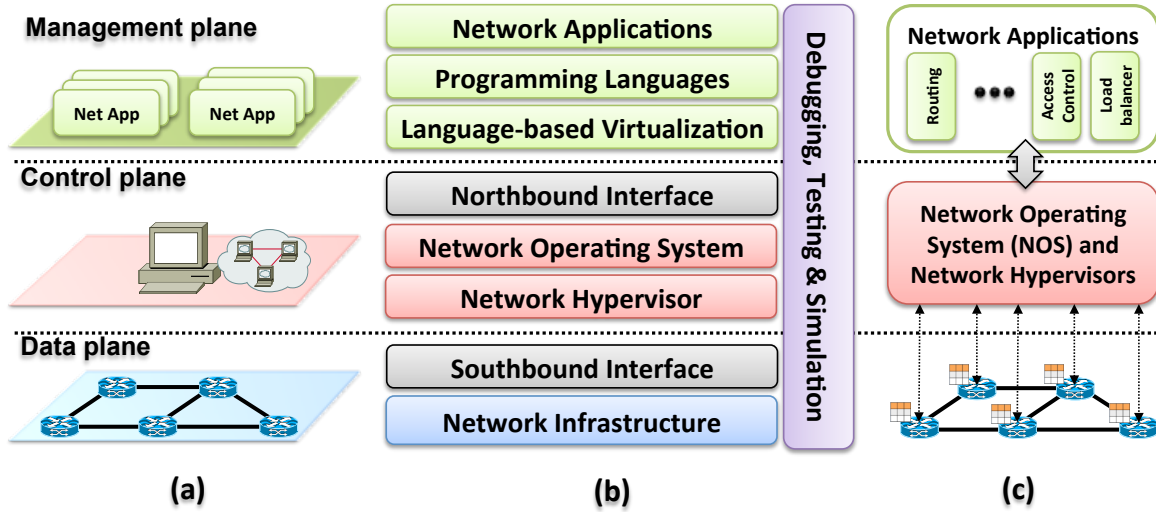 Management plane
Net App
Net App
Control plane
Data plane
(a)
Network Applications
Programming Languages
Language-based Virtualization
Northbound Interface
Network Operating System
Network Hypervisor
Southbound Interface
Network Infrastructure
Debugging, Testing & Simulation
(b)
Network Applications
Routing
Access
Control
Load
balancer
Network Operating
System (NOS) and
Network Hypervisors
(c)